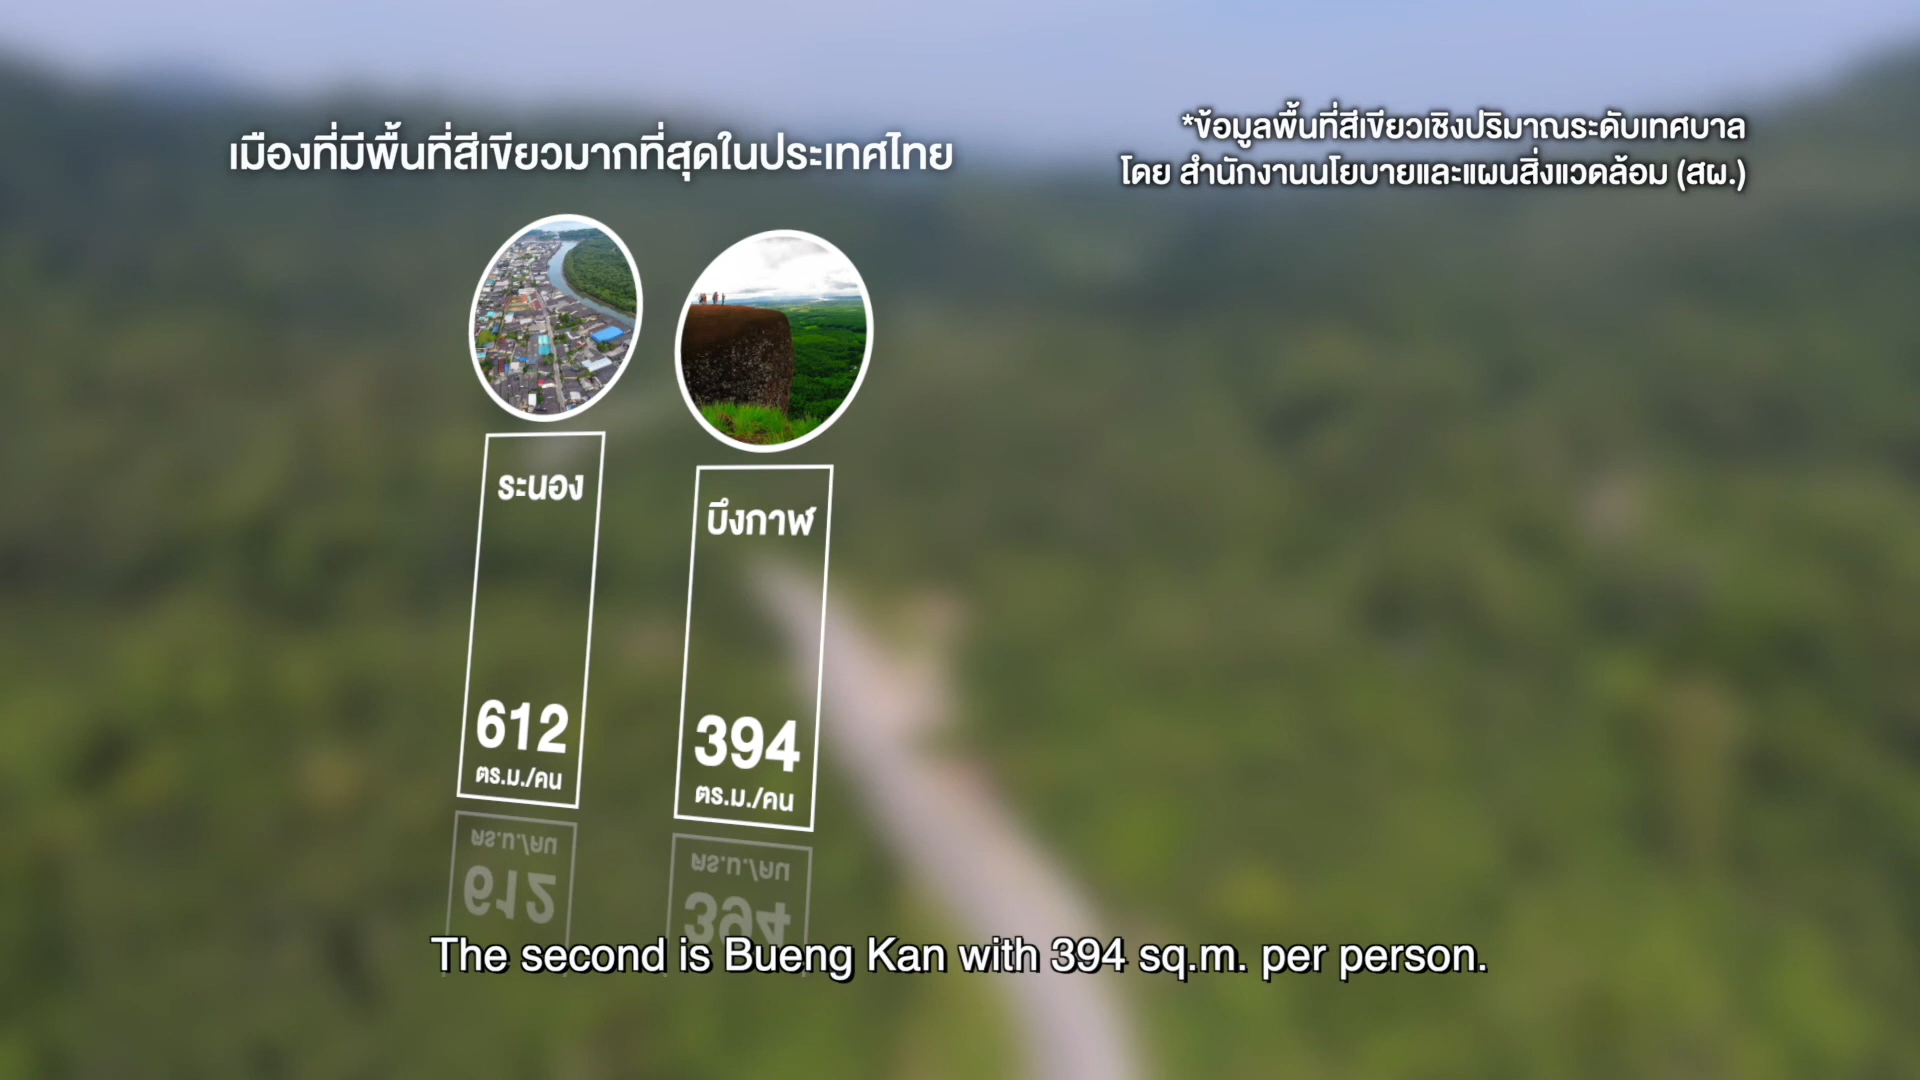 เมืองที่มีพื้นที่สีเขียวมากที่สุดในประเทศไทย
*ข้อมูลพื้นที่สีเขียวเชิงปริมาณระดับเทศบาล
โดย สำนักงานนโยบายและแผนสิ่งแวดล้อม (สผ.)
ระนอง
612
ตร.ม./คน
บึงกาฬ
394
ตร.ม./คน
The second is Bueng Kan with 394 sq.m. per person.